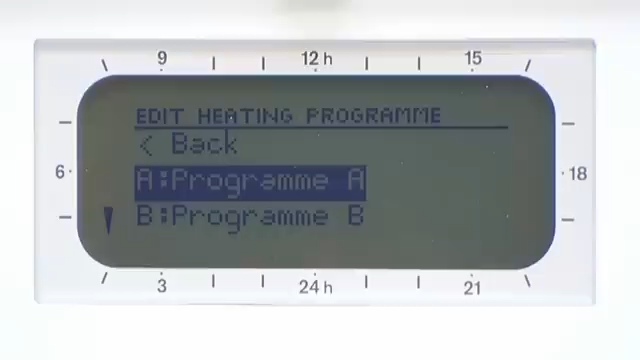 9 12 h 15
EDIT HEATING PROGRAMME
< Back
6 A:Programme A 18
B:Programme B
3 24 h 21